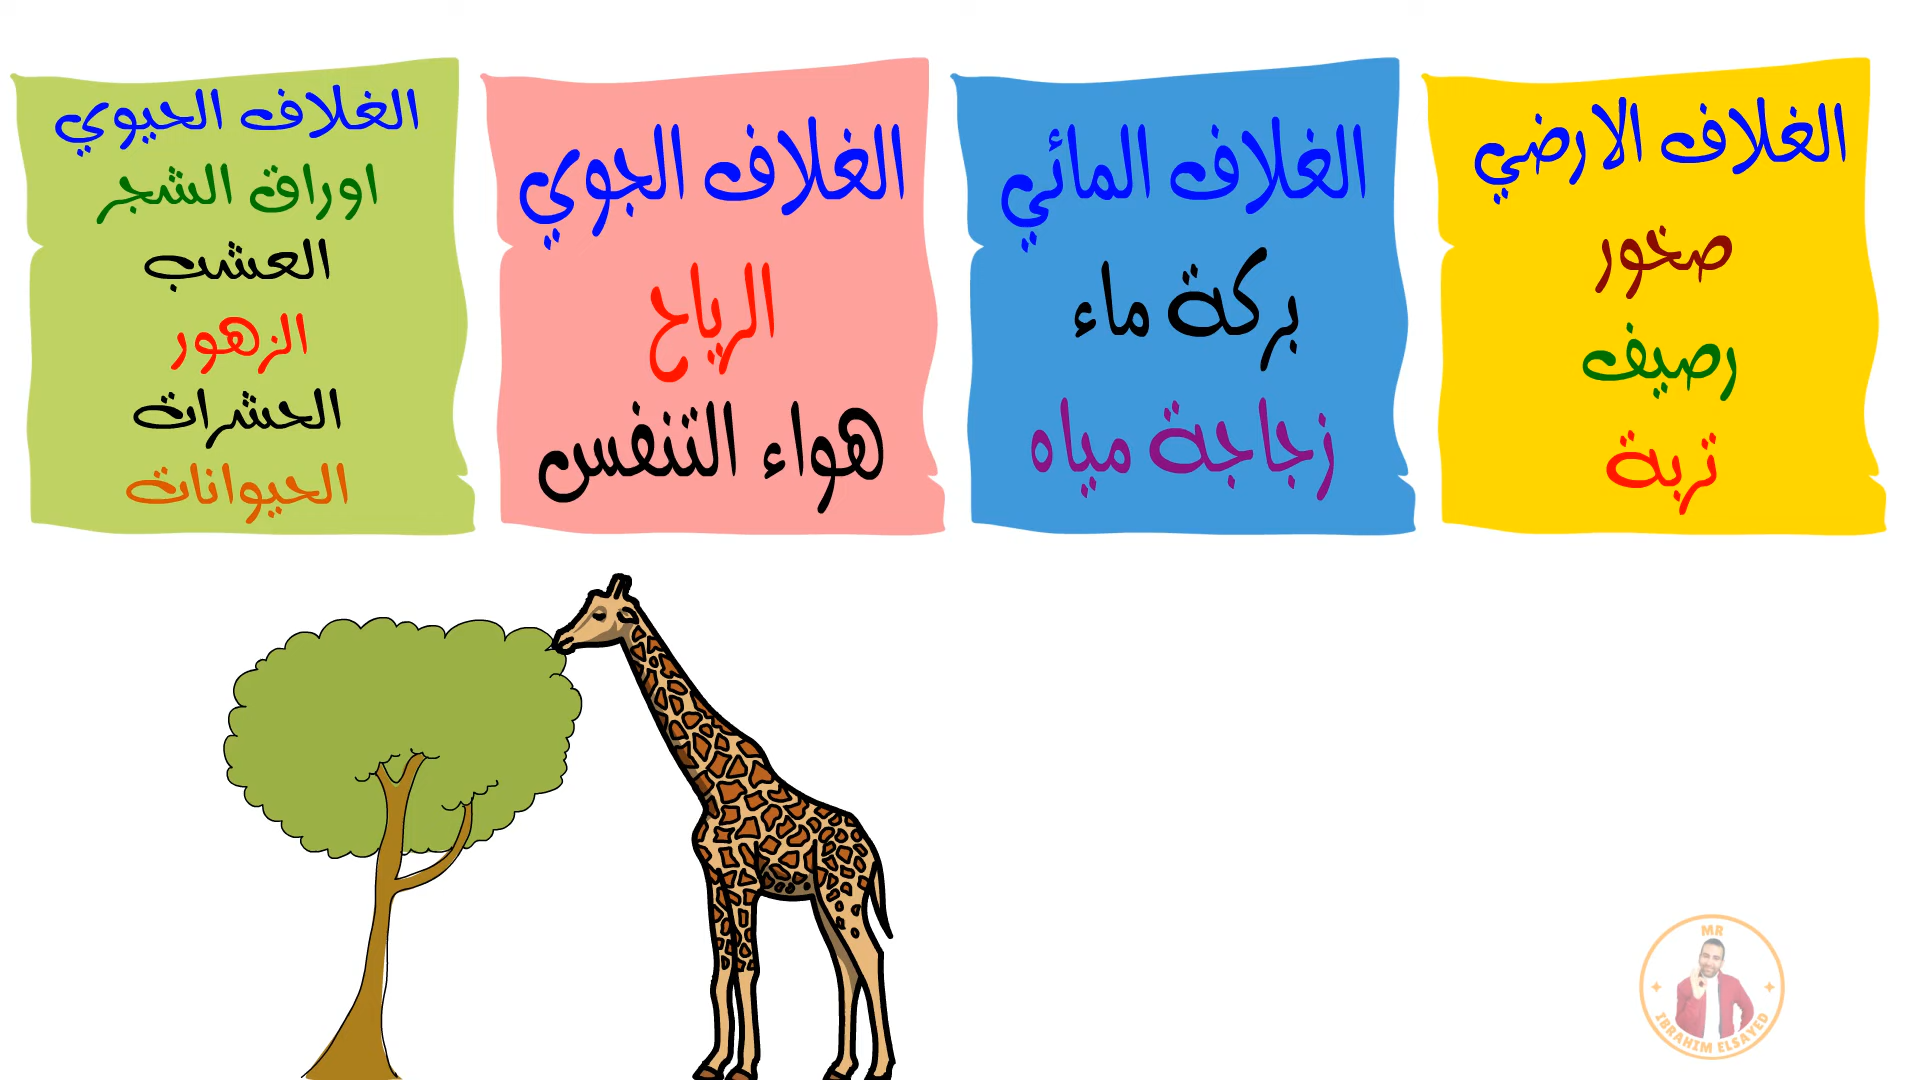 الغلاف الارضي
صخور
رصيف
تربة
الغلاف المائي
بركة ماء
زجاجة مياه
الغلاف الجوي
الرياح
هواء التنفس
الغلاف الحيوي
اوراق الشجر
العشب
الزهور
الحشرات
الحيوانات
MR
IBRAHIM ELSAYED